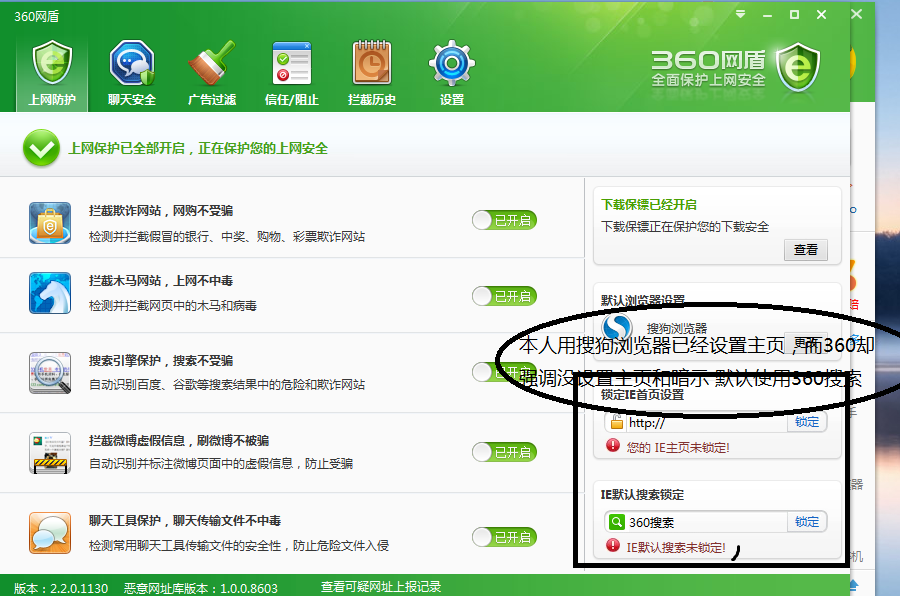 360网盾
360网盾
全面保护上网安全
上网防护
聊天安全
广告过滤
信任/阻止
拦截历史
设置
上网保护已全部开启，正在保护您的上网安全
拦截欺诈网站，网购不受骗
检测并拦截假冒的银行、中奖、购物、彩票欺诈网站
已开启
拦截木马网站，上网不中毒
检测并拦截网页中的木马和病毒
已开启
搜索引擎保护，搜索不受骗
自动识别百度、谷歌等搜索结果中的危险和欺诈网站
已开启
拦截微博虚假信息，刷微博不被骗
自动识别并标注微博页面中的虚假信息，防止受骗
已开启
聊天工具保护，聊天传输文件不中毒
检测常用聊天工具传输文件的安全性，防止危险文件入侵
已开启
下载保镖已经开启
下载保镖正在保护您的下载安全
查看
默认浏览器设置
搜狗浏览器
更改
本人用搜狗浏览器已经设置主页，而360却
强调没设置主页和暗示 默认使用360搜索
锁定IE首页设置
http://
锁定
您的 IE主页未锁定!
IE默认搜索锁定
360搜索
锁定
IE默认搜索未锁定!
版本：2.2.0.1130
恶意网址库版本：1.0.0.8603
查看可疑网址上报记录